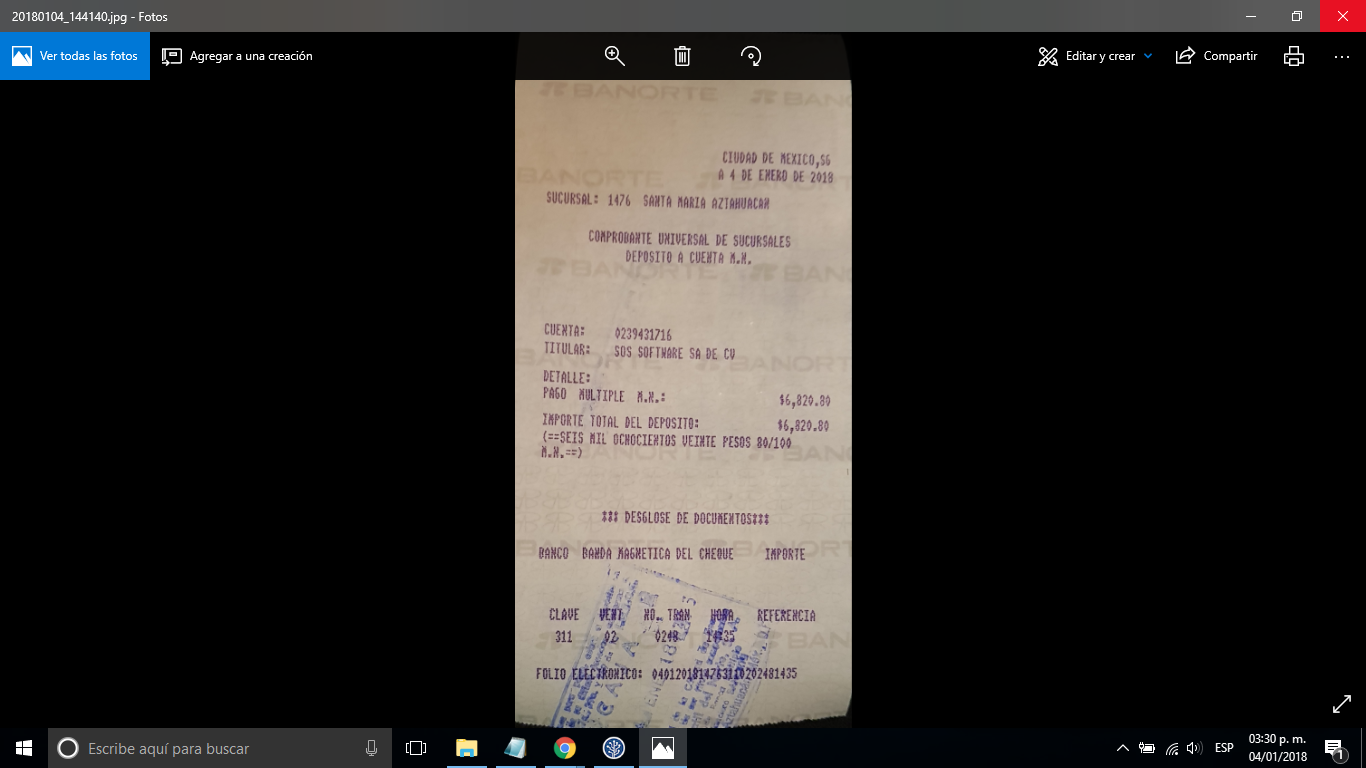 20180104_144140.jpg - Fotos
Ver todas las fotos
Agregar a una creación
Editar y crear
Compartir
BANORTE
CIUDAD DE MEXICO,SG
A 4 DE ENERO DE 2018
SUCURSAL: 1476 SANTA MARIA AZTAHUACAN
COMPROBANTE UNIVERSAL DE SUCURSALES
DEPOSITO A CUENTA M.N.
CUENTA: 0239431716
TITULAR: SOS SOFTWARE SA DE CV
DETALLE:
PAGO MULTIPLE M.N.: $6,820.80
IMPORTE TOTAL DEL DEPOSITO: $6,820.80
(==SEIS MIL OCHOCIENTOS VEINTE PESOS 80/100
M.N.==)
*** DESGLOSE DE DOCUMENTOS***
BANCO BANDA MAGNETICA DEL CHEQUE IMPORTE
CLAVE VENT NO. TRAN HORA REFERENCIA
311 02 0248 14:35
FOLIO ELECTRONICO: 0401201814763110202481435
Escribe aquí para buscar
ESP
03:30 p. m.
04/01/2018
1